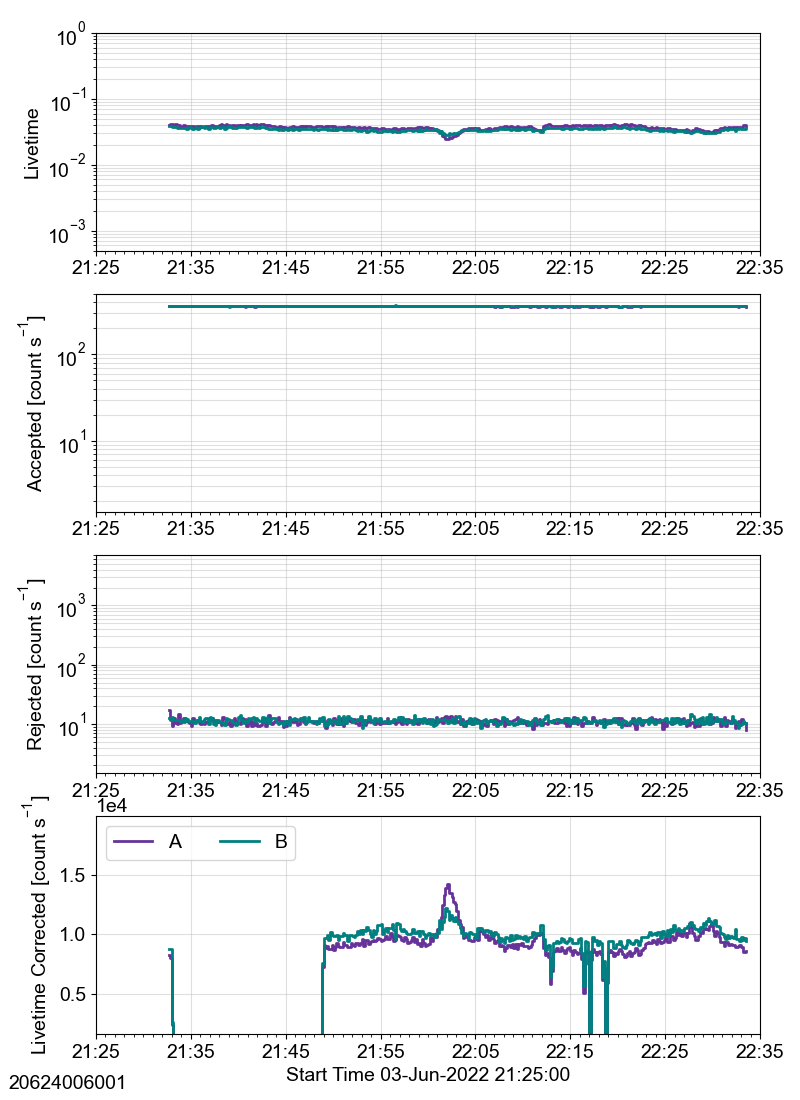 10^0
10^-1
10^-2
10^-3
Livetime
21:25 21:35 21:45 21:55 22:05 22:15 22:25 22:35
10^2
10^1
Accepted [count s^-1]
21:25 21:35 21:45 21:55 22:05 22:15 22:25 22:35
10^3
10^2
10^1
Rejected [count s^-1]
21:25 21:35 21:45 21:55 22:05 22:15 22:25 22:35
1e4
A B
1.5
1.0
0.5
Livetime Corrected [count s^-1]
21:25 21:35 21:45 21:55 22:05 22:15 22:25 22:35
Start Time 03-Jun-2022 21:25:00
20624006001